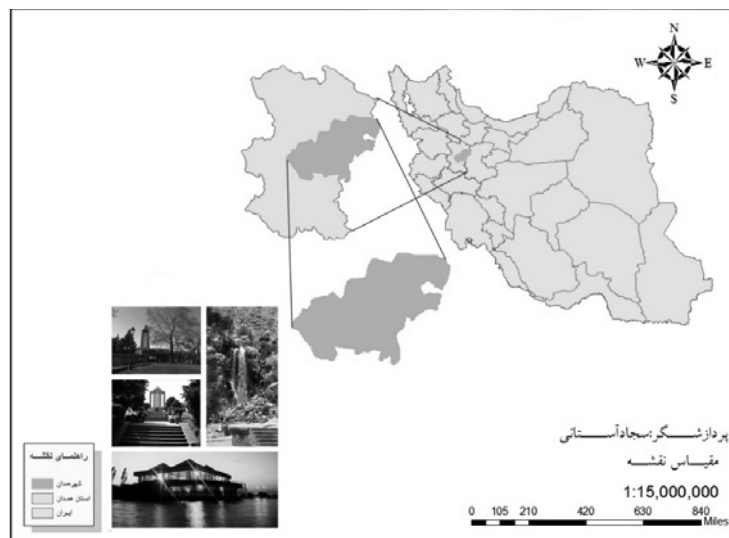 N
W E
S
پردازشگر:سجادآستانی
مقیاس نقشه
1:15,000,000
0 105 210 420 630 840
Miles
راهنمای نقشه
شهرهمدان
استان همدان
ایران